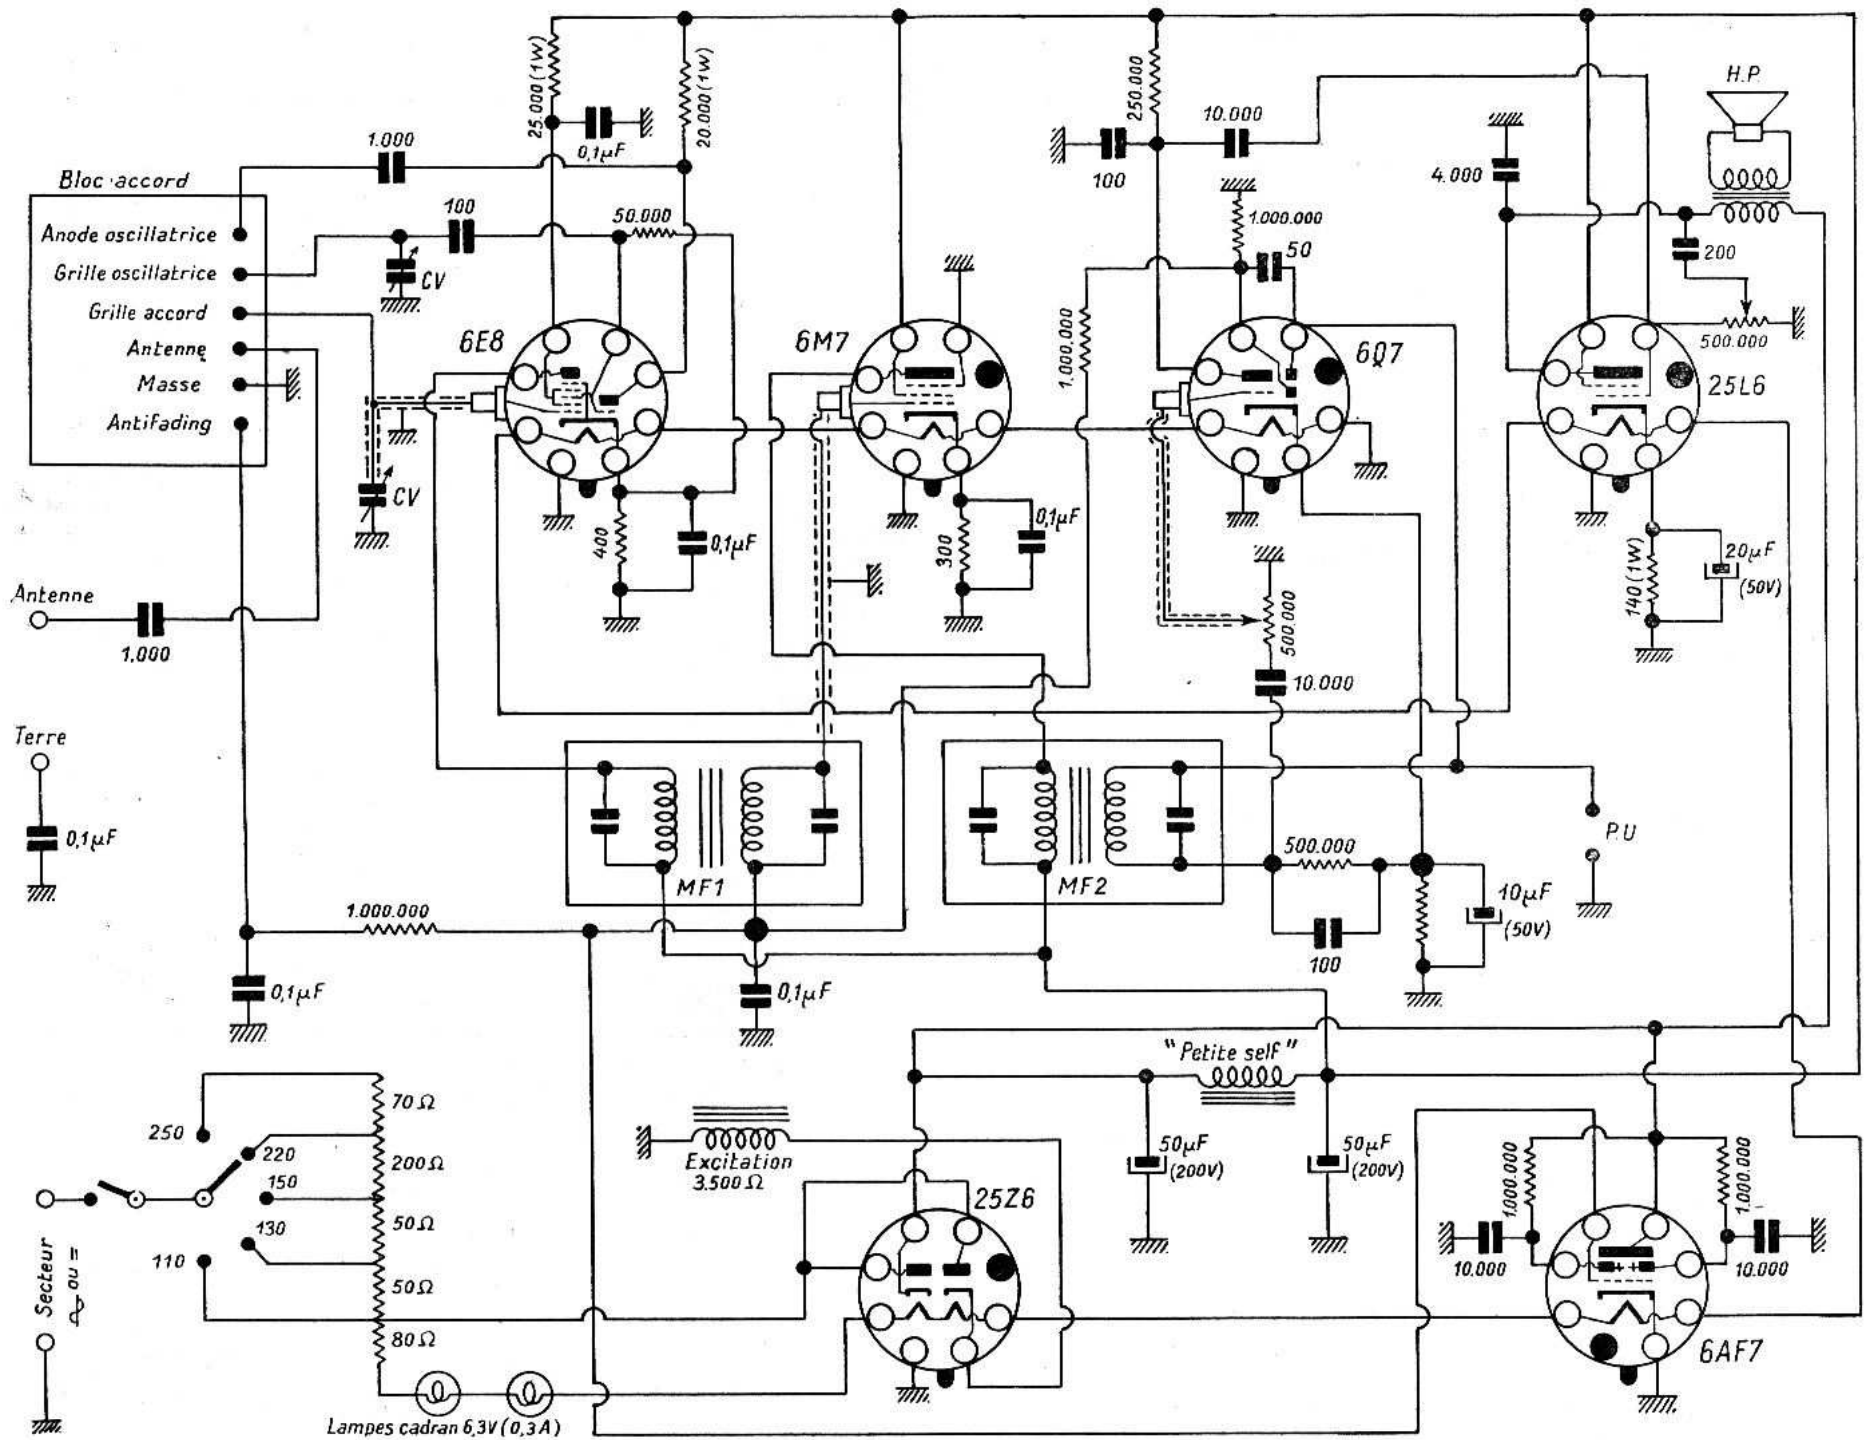 H.P.
25.000 (1W)
20.000 (1W)
0,1µF
1.000
250.000
10.000
100
4.000
Bloc accord
Anode oscillatrice
Grille oscillatrice
Grille accord
Antenne
Masse
Antifading
100
50.000
CV
CV
1.000.000
50
200
500.000
1.000.000
6E8
6M7
6Q7
25L6
400
0,1µF
300
0,1µF
140 (1W)
20µF
(50V)
500.000
10.000
Antenne
1.000
Terre
0,1µF
MF1
MF2
500.000
100
10µF
(50V)
P.U
1.000.000
0,1µF
0,1µF
"Petite self"
50µF
(200V)
50µF
(200V)
Excitation
3.500 Ω
25Z6
1.000.000
1.000.000
10.000
10.000
6AF7
250
220
150
130
110
70 Ω
200 Ω
50 Ω
50 Ω
80 Ω
Secteur
ou =
Lampes cadran 6,3V (0,3A)